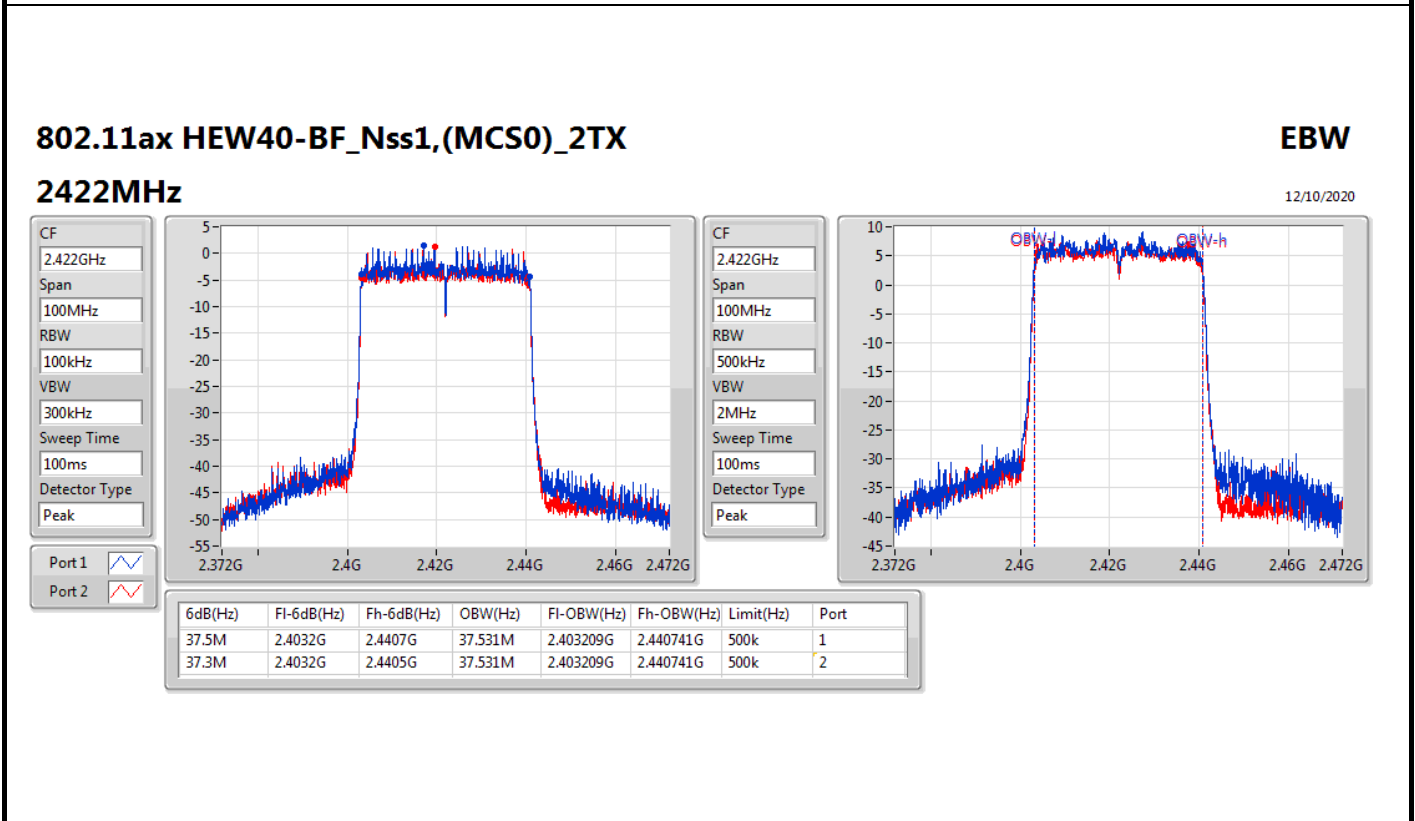 802.11ax HEW40-BF_Nss1,(MCS0)_2TX
EBW
2422MHz
12/10/2020
CF
2.422GHz
Span
100MHz
RBW
100kHz
VBW
300kHz
Sweep Time
100ms
Detector Type
Peak
Port 1
Port 2
5
0
-5
-10
-15
-20
-25
-30
-35
-40
-45
-50
-55
2.372G 2.4G 2.42G 2.44G 2.46G 2.472G
CF
2.422GHz
Span
100MHz
RBW
500kHz
VBW
2MHz
Sweep Time
100ms
Detector Type
Peak
OBW-l OBW-h
10
5
0
-5
-10
-15
-20
-25
-30
-35
-40
-45
2.372G 2.4G 2.42G 2.44G 2.46G 2.472G
6dB(Hz) Fl-6dB(Hz) Fh-6dB(Hz) OBW(Hz) Fl-OBW(Hz) Fh-OBW(Hz) Limit(Hz) Port
37.5M 2.4032G 2.4407G 37.531M 2.403209G 2.440741G 500k 1
37.3M 2.4032G 2.4405G 37.531M 2.403209G 2.440741G 500k 2